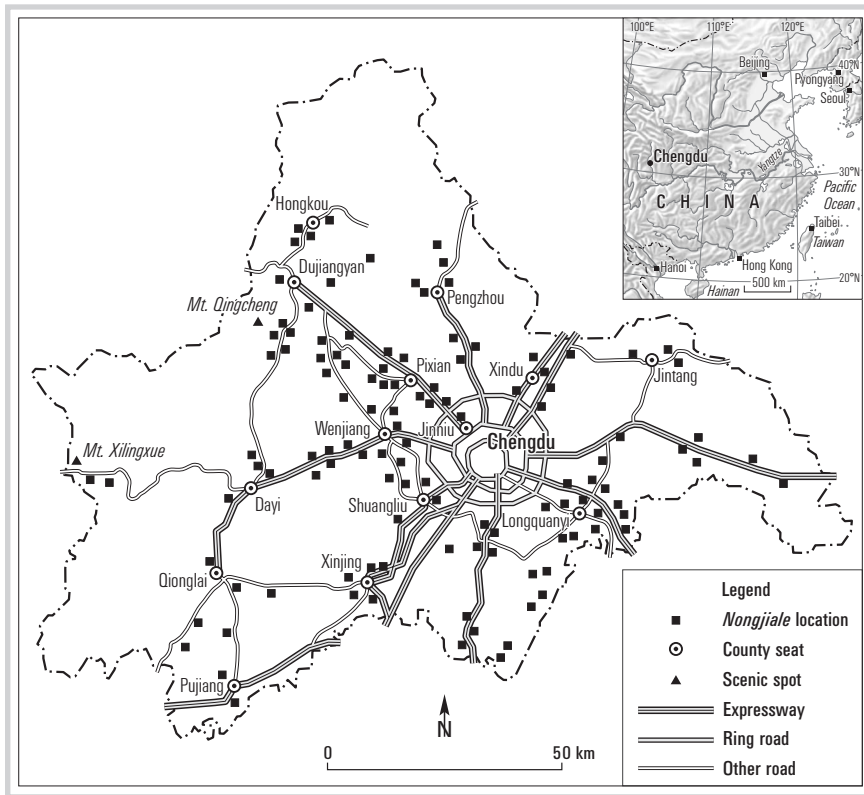 Hongkou
Dujiangyan
Mt. Qingcheng
Pengzhou
Pixian
Xindu
Jintang
Wenjiang
Jinniu
Chengdu
Mt. Xilingxue
Dayi
Shuangliu
Longquanyi
Qionglai
Xinjing
Pujiang
N
0
50 km
100°E
110°E
120°E
Beijing
40°N
Pyongyang
Seoul
Chengdu
Yangtze
30°N
Pacific
Ocean
CHINA
Taibei
Taiwan
Hanoi
Hong Kong
20°N
Hainan
500 km
Legend
Nongjiale location
County seat
Scenic spot
Expressway
Ring road
Other road